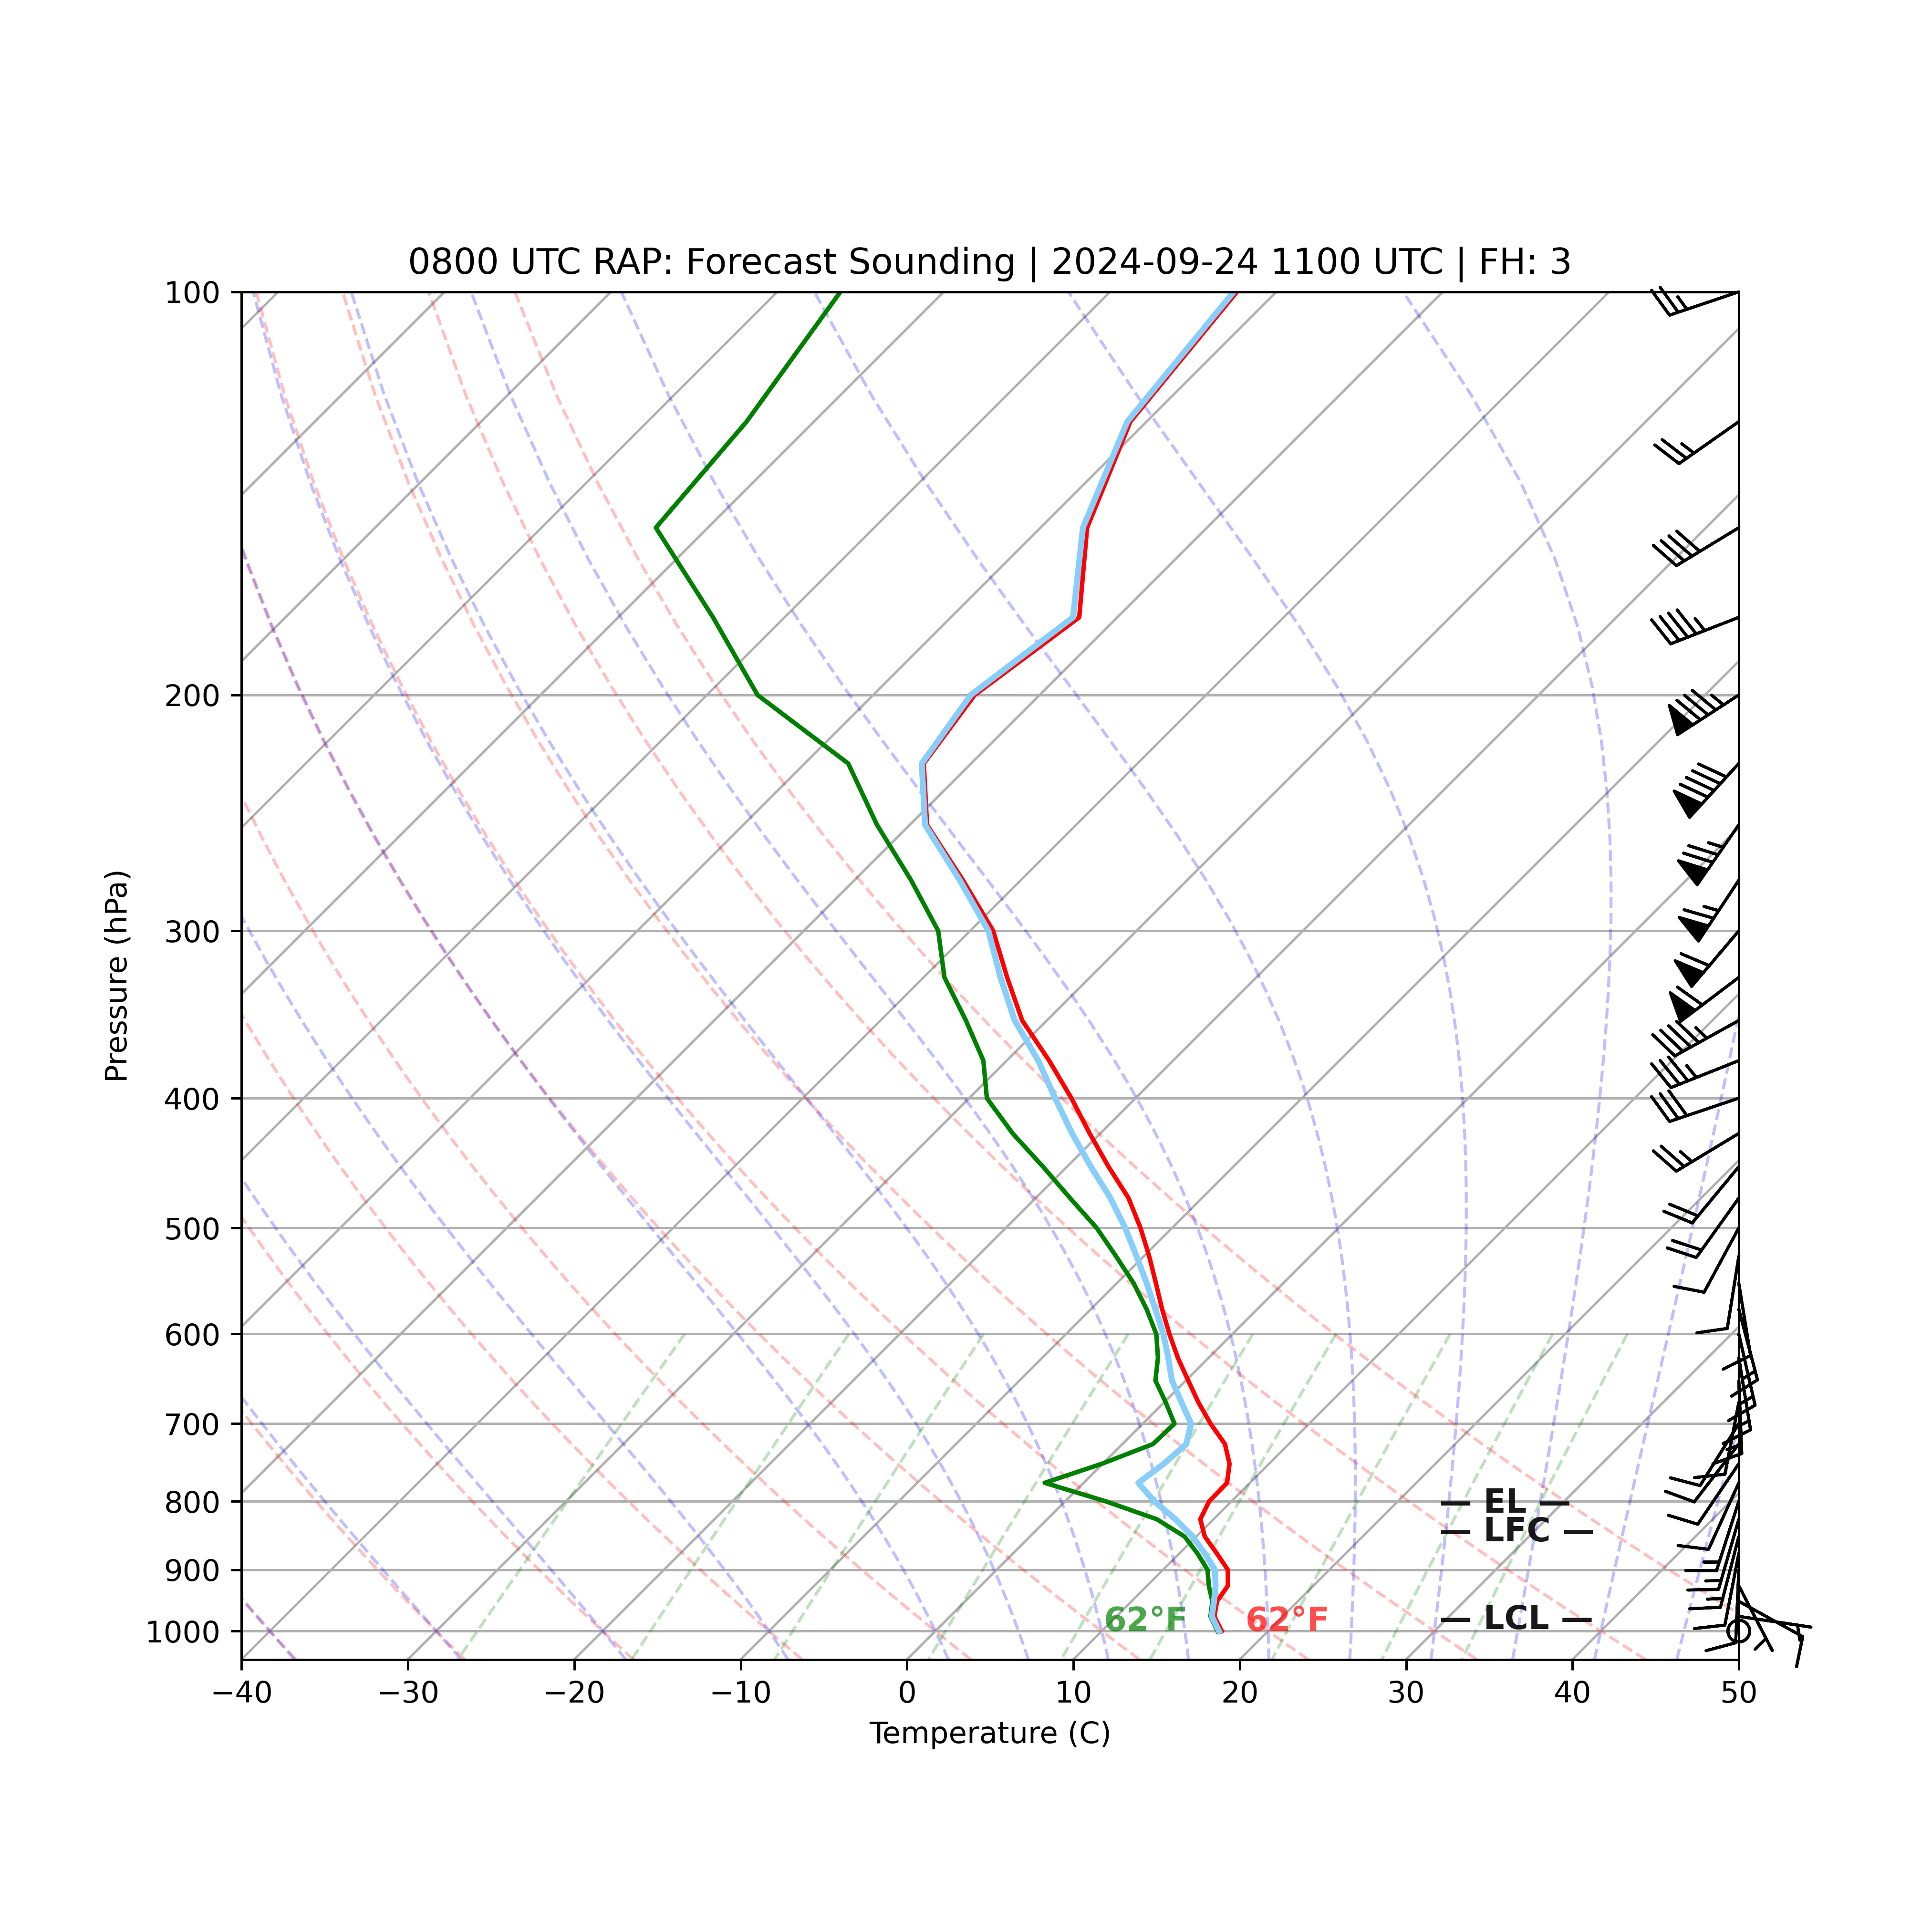 0800 UTC RAP: Forecast Sounding | 2024-09-24 1100 UTC | FH: 3
100
200
300
400
500
600
700
800
900
1000
Pressure (hPa)
— EL —
— LFC —
— LCL —
62°F 62°F
−40 −30 −20 −10 0 10 20 30 40 50
Temperature (C)